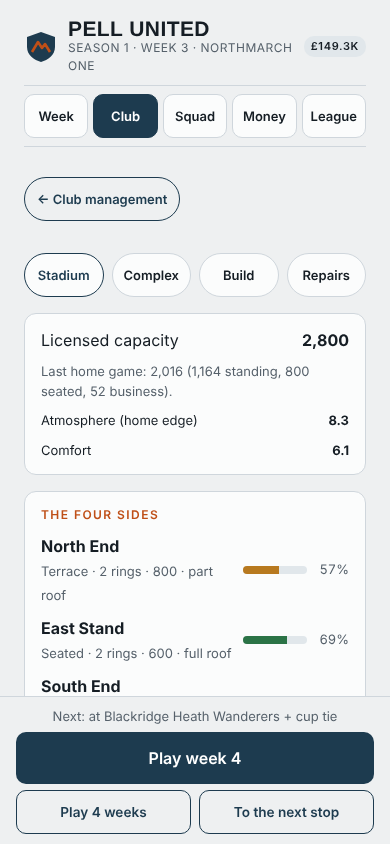 PELL UNITED
SEASON 1 · WEEK 3 · NORTHMARCH
ONE
£149.3K
Week
Club
Squad
Money
League
← Club management
Stadium
Complex
Build
Repairs
Licensed capacity
2,800
Last home game: 2,016 (1,164 standing, 800
seated, 52 business).
Atmosphere (home edge)
8.3
Comfort
6.1
THE FOUR SIDES
North End
Terrace · 2 rings · 800 · part
roof
57%
East Stand
Seated · 2 rings · 600 · full roof
69%
South End
Next: at Blackridge Heath Wanderers + cup tie
Play week 4
Play 4 weeks
To the next stop